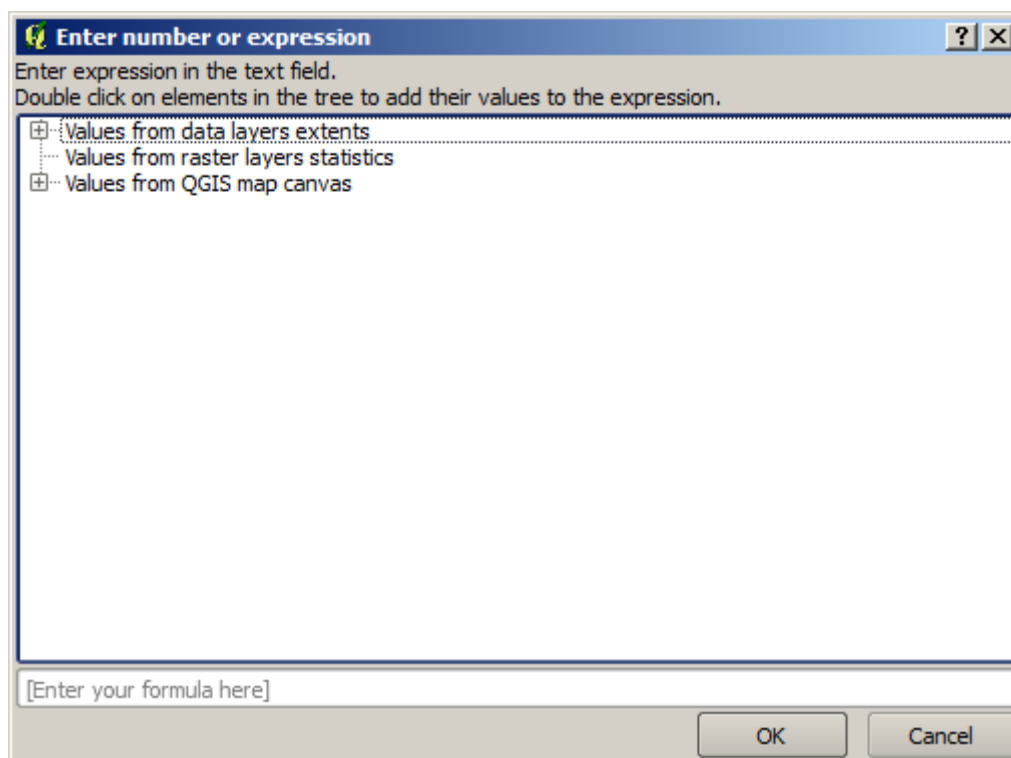 Enter number or expression
Enter expression in the text field.
Double click on elements in the tree to add their values to the expression.
Values from data layers extents
Values from raster layers statistics
Values from QGIS map canvas
[Enter your formula here]
OK Cancel